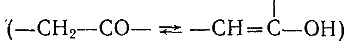 (—CH₂—CO— ⇌ —CH=C—OH)